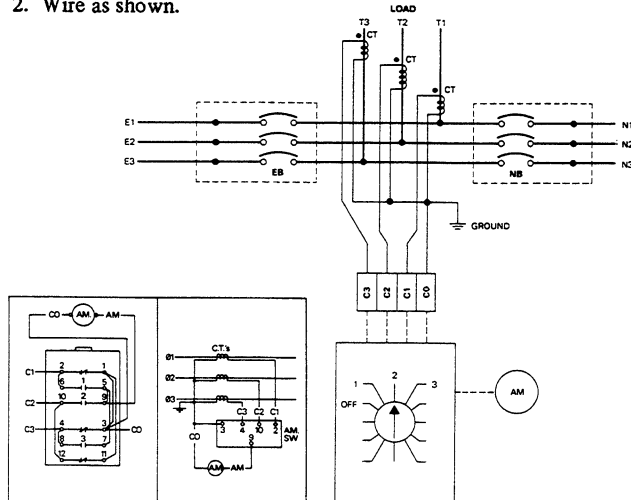 2. Wire as shown.
LOAD
T3 T2 T1
CT
CT
CT
E1 N1
E2 N2
E3 N3
EB NB
GROUND
C3 C2 C1 C0
CO AM. AM
C1 2 1
6 1 5
C2 10 2 9
C3 4 3 CO
8 3 7
12 11
C.T.'s
Ø1
Ø2
Ø3
C3 C2 C1
CO 3 4 10 2 AM.
9 SW
AM AM
1 2 3
OFF
AM